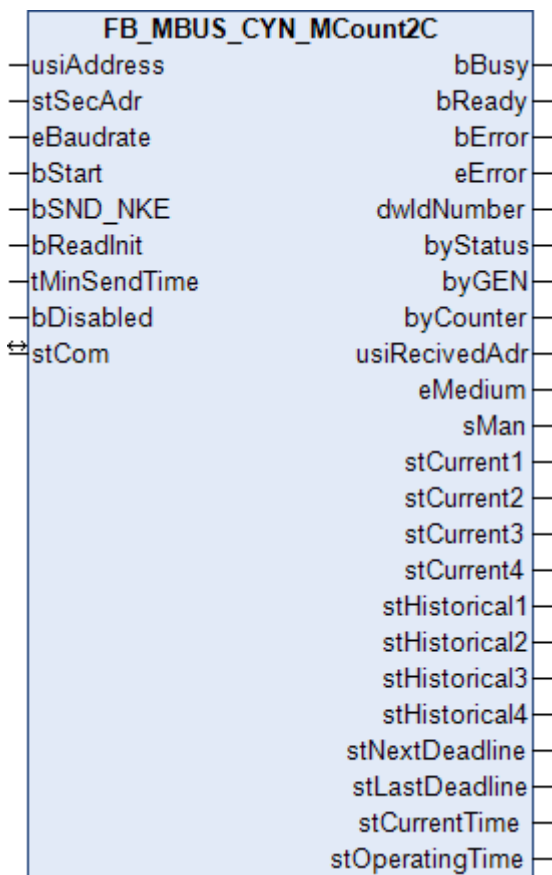 FB_MBUS_CYN_MCount2C
usiAddress bBusy
stSecAdr bReady
eBaudrate bError
bStart eError
bSND_NKE dwIdNumber
bReadInit byStatus
tMinSendTime byGEN
bDisabled byCounter
stCom usiRecivedAdr
eMedium
sMan
stCurrent1
stCurrent2
stCurrent3
stCurrent4
stHistorical1
stHistorical2
stHistorical3
stHistorical4
stNextDeadline
stLastDeadline
stCurrentTime
stOperatingTime